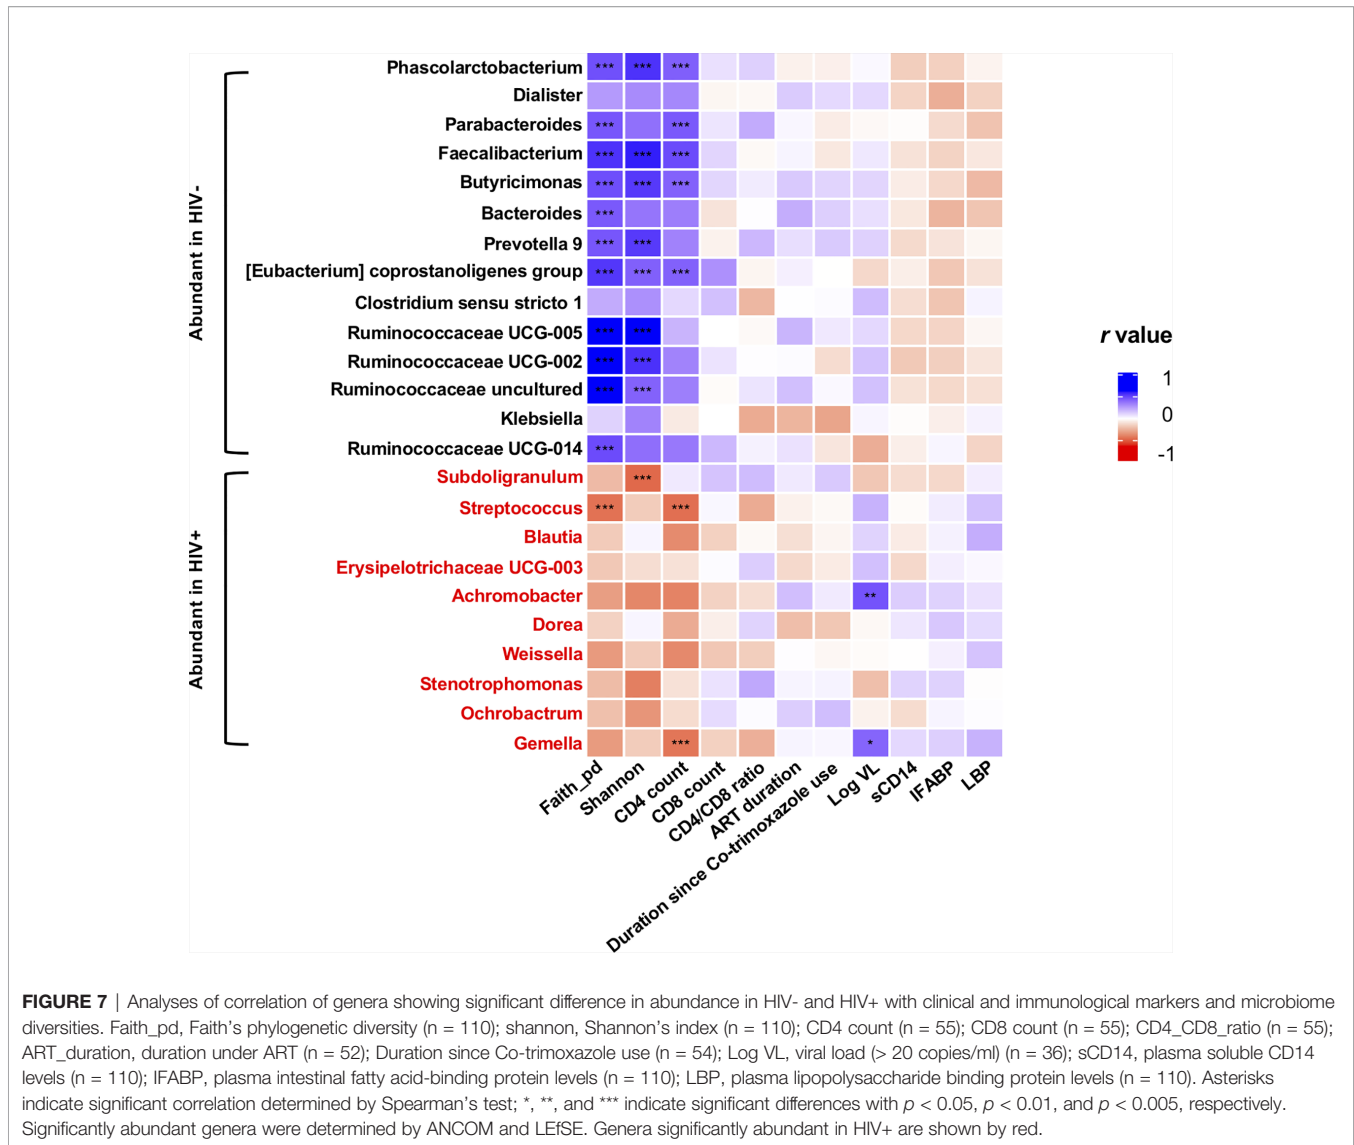 Phascolarctobacterium *** *** ***
Dialister
Parabacteroides *** ***
Faecalibacterium *** *** ***
Butyricimonas *** *** ***
Bacteroides ***
Prevotella 9 *** ***
[Eubacterium] coprostanoligenes group *** *** ***
Clostridium sensu stricto 1
Ruminococcaceae UCG-005 *** ***
Ruminococcaceae UCG-002 *** ***
Ruminococcaceae uncultured *** ***
Klebsiella
Ruminococcaceae UCG-014 ***
Subdoligranulum ***
Streptococcus *** ***
Blautia
Erysipelotrichaceae UCG-003
Achromobacter **
Dorea
Weissella
Stenotrophomonas
Ochrobactrum
Gemella *** *
Abundant in HIV-
Abundant in HIV+
Faith_pd
Shannon
CD4 count
CD8 count
CD4/CD8 ratio
ART duration
Duration since Co-trimoxazole use
Log VL
sCD14
IFABP
LBP
r value
1
0
-1
FIGURE 7 | Analyses of correlation of genera showing significant difference in abundance in HIV- and HIV+ with clinical and immunological markers and microbiome
diversities. Faith_pd, Faith's phylogenetic diversity (n = 110); shannon, Shannon's index (n = 110); CD4 count (n = 55); CD8 count (n = 55); CD4_CD8_ratio (n = 55);
ART_duration, duration under ART (n = 52); Duration since Co-trimoxazole use (n = 54); Log VL, viral load (> 20 copies/ml) (n = 36); sCD14, plasma soluble CD14
levels (n = 110); IFABP, plasma intestinal fatty acid-binding protein levels (n = 110); LBP, plasma lipopolysaccharide binding protein levels (n = 110). Asterisks
indicate significant correlation determined by Spearman's test; *, **, and *** indicate significant differences with p < 0.05, p < 0.01, and p < 0.005, respectively.
Significantly abundant genera were determined by ANCOM and LEfSE. Genera significantly abundant in HIV+ are shown by red.